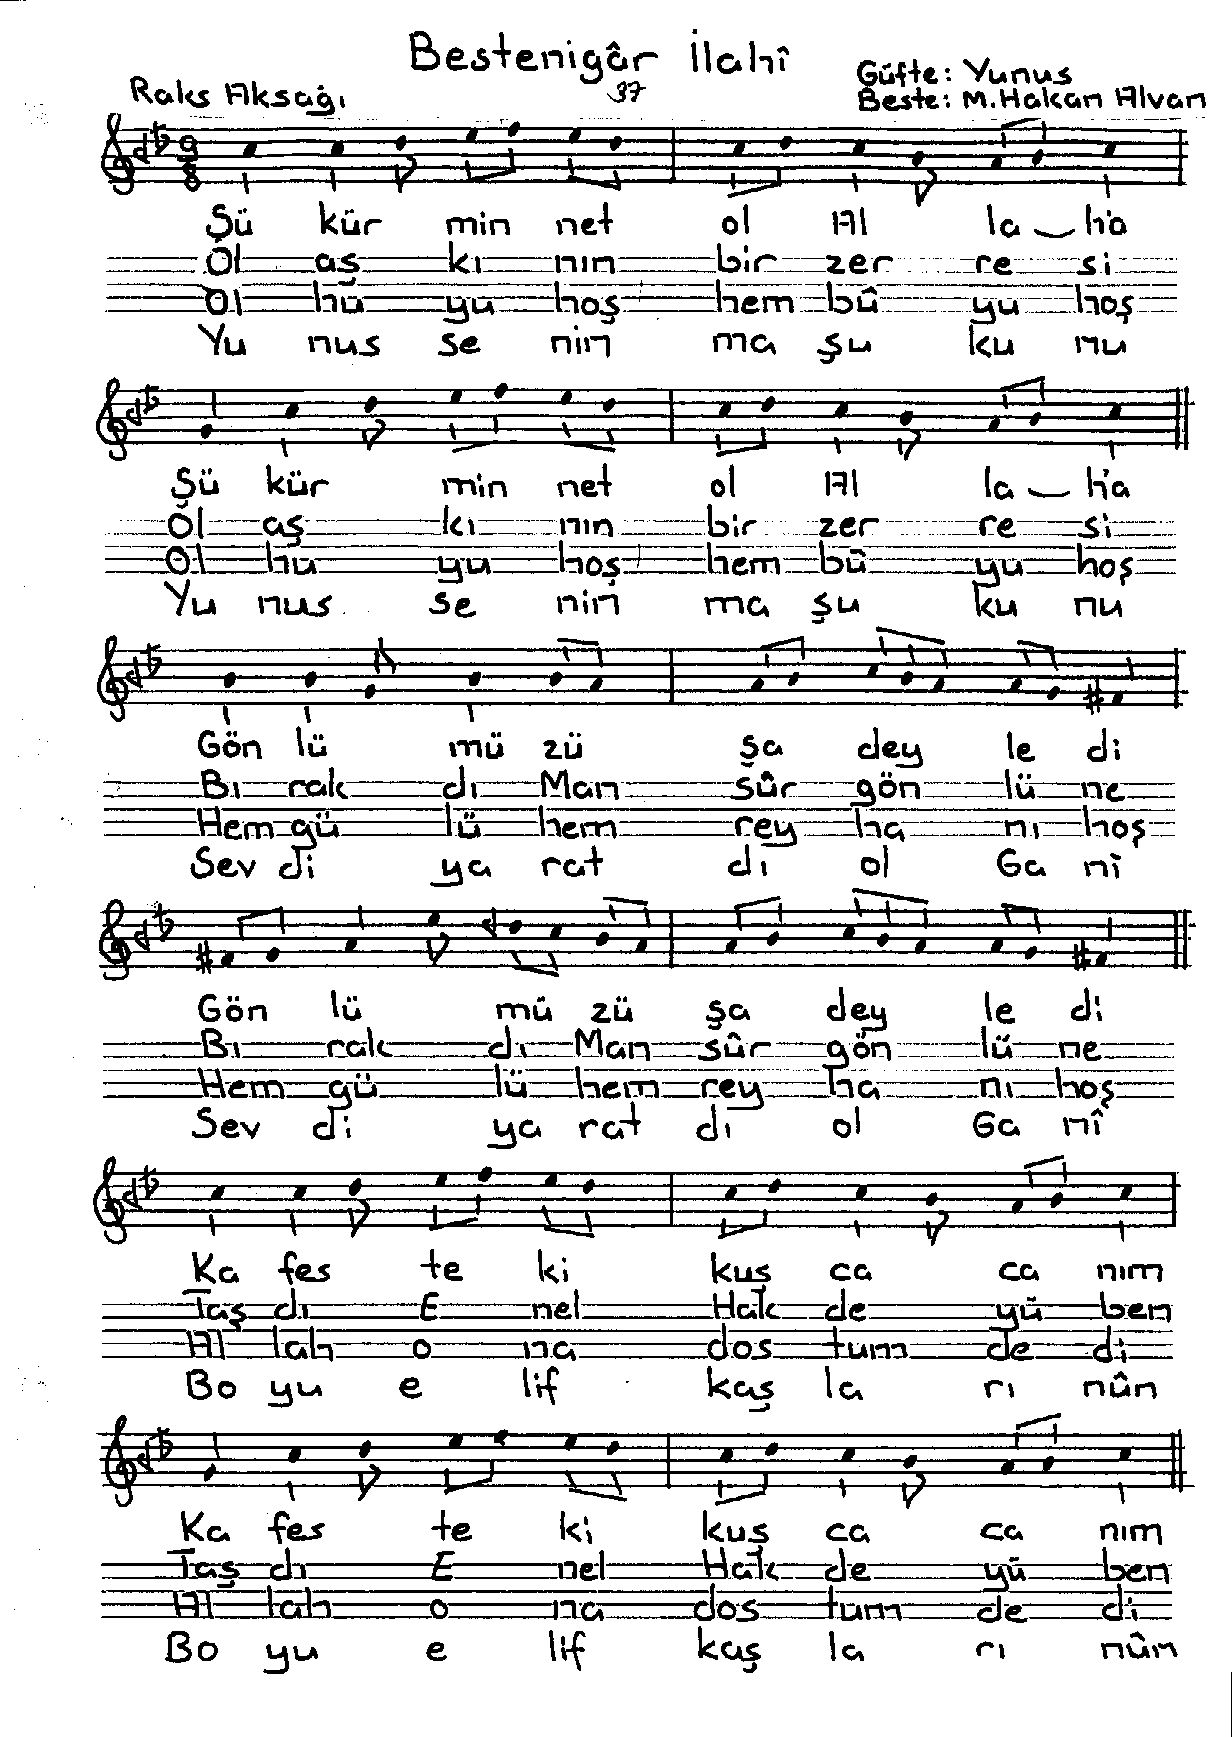 Bestenigâr İlahî
Raks Aksağı
37
Güfte: Yunus
Beste: M. Hakan Alvan
9
8
Şü kür min net ol Al la h'a
Ol aş kı nın bir zer re si
Ol hû yu hoş hem bû yu hoş
Yu nus se nin ma şu ku nu
Şü kür min net ol Al la h'a
Ol aş kı nın bir zer re si
Ol hu yu hoş hem bû yu hoş
Yu nus se nin ma şu ku nu
Gön lü mü zü şa dey le di
Bı rak dı Man sûr gön lü ne
Hem gü lü hem rey ha nı hoş
Sev di ya rat dı ol Ga nî
Gön lü mü zü şa dey le di
Bı rak dı Man sûr gön lü ne
Hem gü lü hem rey ha nı hoş
Sev di ya rat dı ol Ga nî
Ka fes te ki kuş ca ca nım
Taş dı E nel Hak de yü ben
Al lah o na dos tum de di
Bo yu e lif kaş la rı nûn
Ka fes te ki kuş ca ca nım
Taş dı E nel Hak de yü ben
Al lah o na dos tum de di
Bo yu e lif kaş la rı nûn